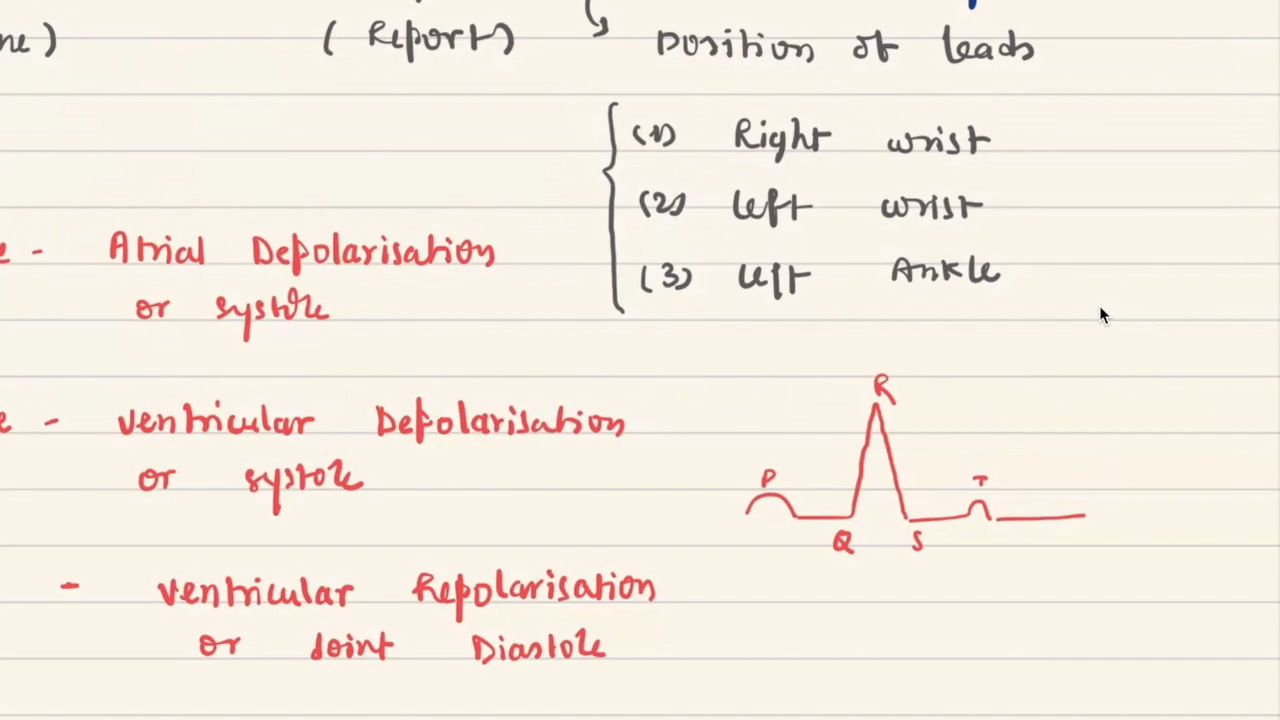 ne) (Report) Position of leads
(1) Right wrist
(2) left wrist
(3) left Ankle
e - Atrial Depolarisation
or systole
e - ventricular Depolarisation
or systole
- ventricular Repolarisation
or Joint Diastole
R
P
T
Q S